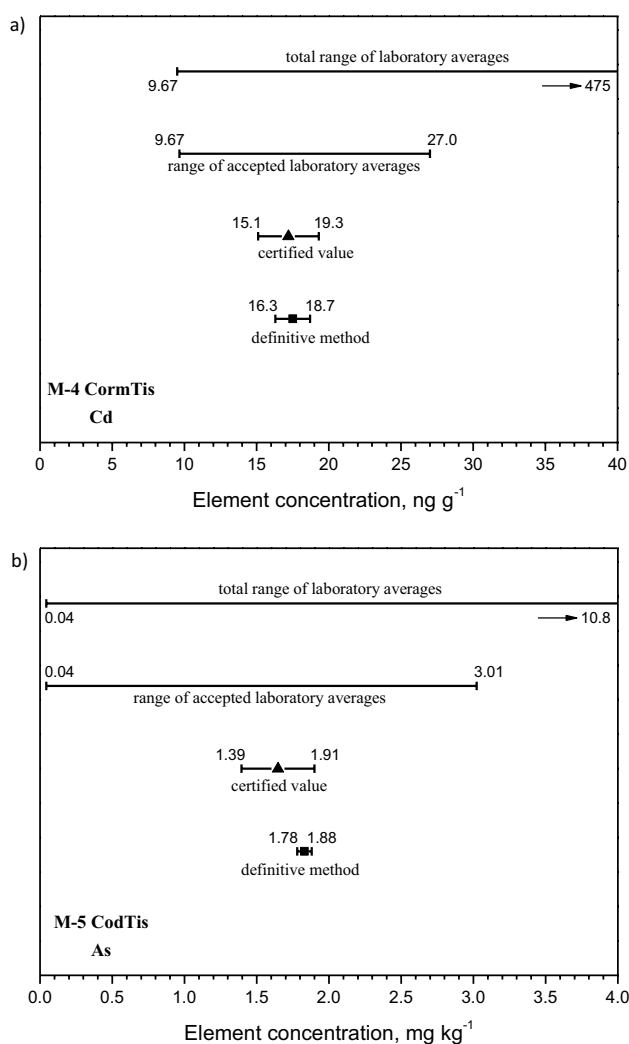 a)
total range of laboratory averages
9.67
475
9.67
27.0
range of accepted laboratory averages
15.1
19.3
certified value
16.3
18.7
definitive method
M-4 CormTis
Cd
0 5 10 15 20 25 30 35 40
Element concentration, ng g⁻¹
b)
total range of laboratory averages
0.04
10.8
0.04
3.01
range of accepted laboratory averages
1.39
1.91
certified value
1.78
1.88
definitive method
M-5 CodTis
As
0.0 0.5 1.0 1.5 2.0 2.5 3.0 3.5 4.0
Element concentration, mg kg⁻¹